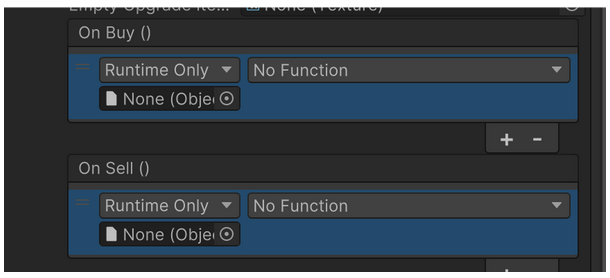 Empty Upgrade Ite... None (Texture)
On Buy ()
Runtime Only No Function
None (Obje
+ -
On Sell ()
Runtime Only No Function
None (Obje